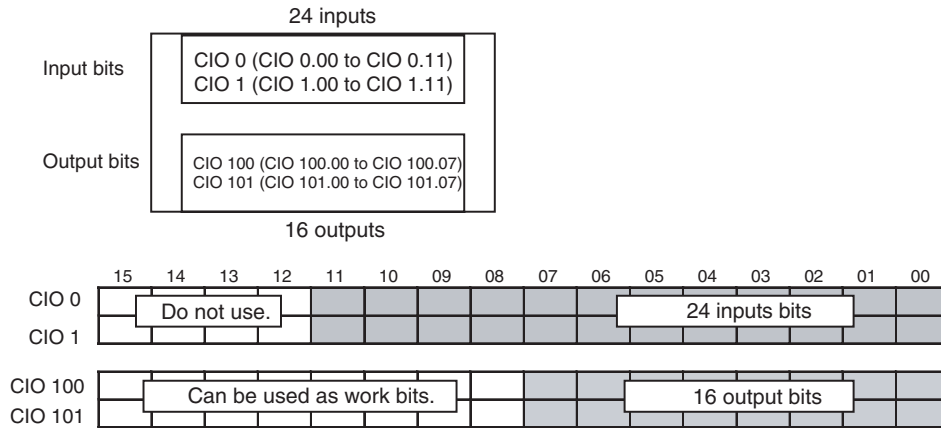 24 inputs
Input bits
CIO 0 (CIO 0.00 to CIO 0.11)
CIO 1 (CIO 1.00 to CIO 1.11)
Output bits
CIO 100 (CIO 100.00 to CIO 100.07)
CIO 101 (CIO 101.00 to CIO 101.07)
16 outputs
15 14 13 12 11 10 09 08 07 06 05 04 03 02 01 00
CIO 0
Do not use.
24 inputs bits
CIO 1
CIO 100
Can be used as work bits.
16 output bits
CIO 101